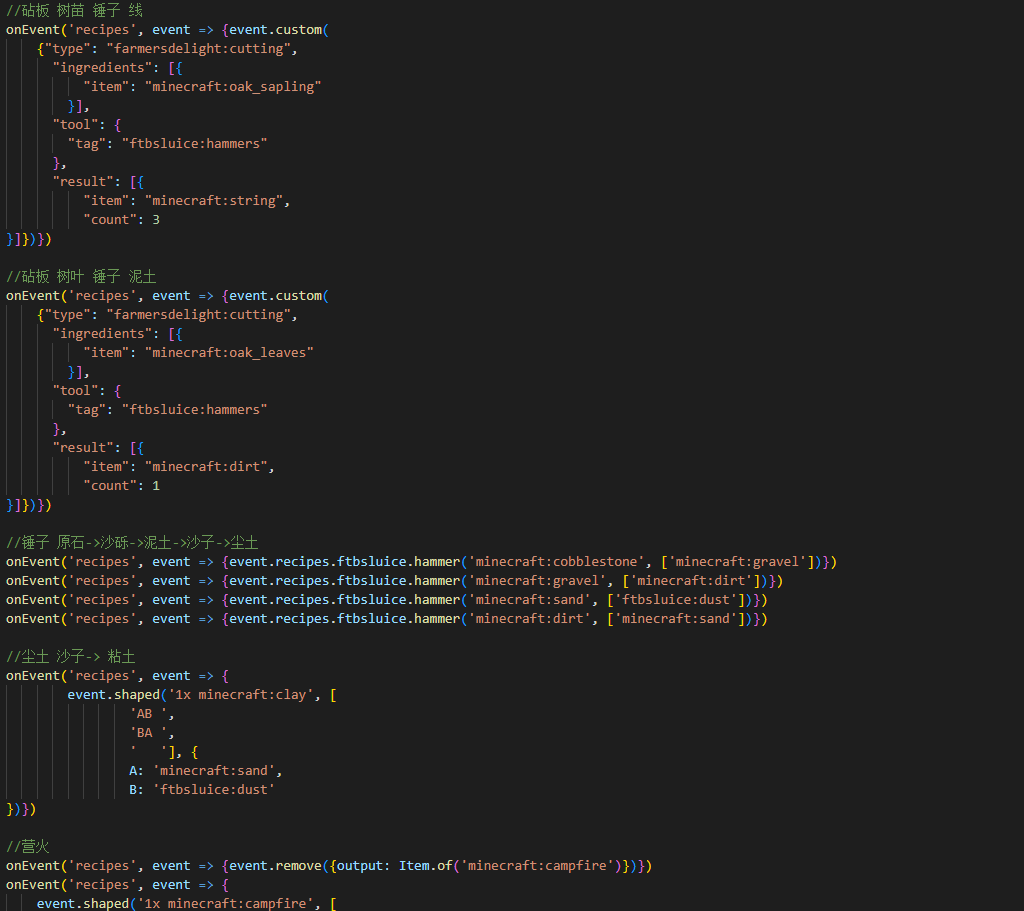 //砧板 树苗 锤子 线
onEvent('recipes', event => {event.custom(
    {"type": "farmersdelight:cutting",
      "ingredients": [{
          "item": "minecraft:oak_sapling"
        }],
      "tool": {
        "tag": "ftbsluice:hammers"
      },
      "result": [{
          "item": "minecraft:string",
          "count": 3
}]})})

//砧板 树叶 锤子 泥土
onEvent('recipes', event => {event.custom(
    {"type": "farmersdelight:cutting",
      "ingredients": [{
          "item": "minecraft:oak_leaves"
        }],
      "tool": {
        "tag": "ftbsluice:hammers"
      },
      "result": [{
          "item": "minecraft:dirt",
          "count": 1
}]})})

//锤子 原石->沙砾->泥土->沙子->尘土
onEvent('recipes', event => {event.recipes.ftbsluice.hammer('minecraft:cobblestone', ['minecraft:gravel'])})
onEvent('recipes', event => {event.recipes.ftbsluice.hammer('minecraft:gravel', ['minecraft:dirt'])})
onEvent('recipes', event => {event.recipes.ftbsluice.hammer('minecraft:sand', ['ftbsluice:dust'])})
onEvent('recipes', event => {event.recipes.ftbsluice.hammer('minecraft:dirt', ['minecraft:sand'])})

//尘土 沙子-> 粘土
onEvent('recipes', event => {
        event.shaped('1x minecraft:clay', [
                'AB ',
                'BA ',
                '   '], {
                A: 'minecraft:sand',
                B: 'ftbsluice:dust'
})})

//营火
onEvent('recipes', event => {event.remove({output: Item.of('minecraft:campfire')})})
onEvent('recipes', event => {
    event.shaped('1x minecraft:campfire', [